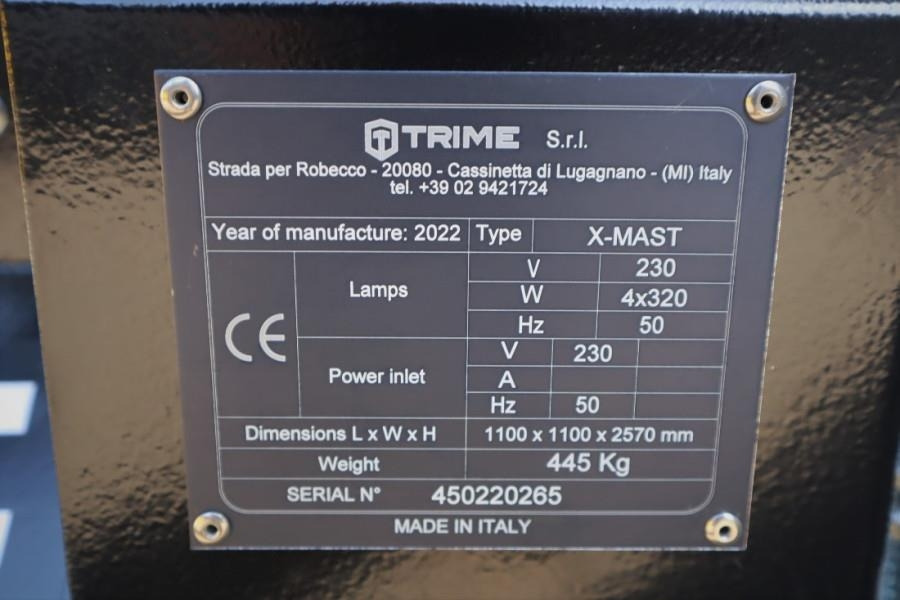 TRIME S.r.l.
Strada per Robecco - 20080 - Cassinetta di Lugagnano - (MI) Italy
tel. +39 02 9421724
Year of manufacture: 2022 Type X-MAST
CE
Lamps
V 230
W 4x320
Hz 50
Power inlet
V 230
A
Hz 50
Dimensions L x W x H 1100 x 1100 x 2570 mm
Weight 445 Kg
SERIAL N° 450220265
MADE IN ITALY